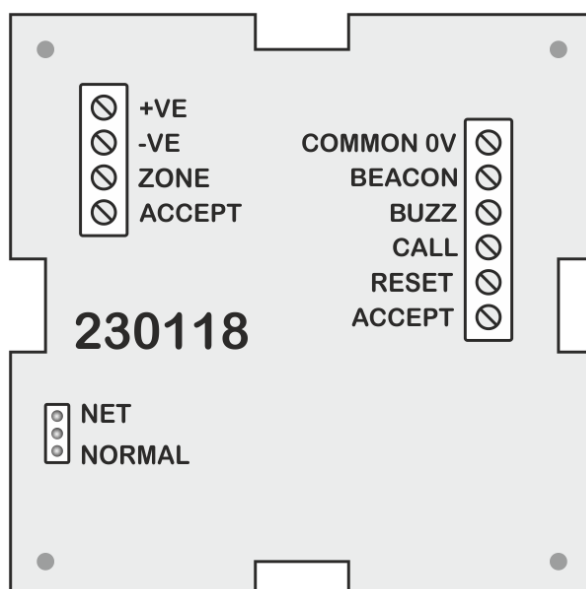 +VE
-VE
ZONE
ACCEPT
COMMON 0V
BEACON
BUZZ
CALL
RESET
ACCEPT
230118
NET
NORMAL